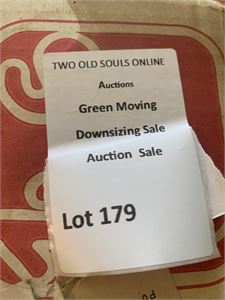 TWO OLD SOULS ONLINE
Auctions
Green Moving
Downsizing Sale
Auction Sale
Lot 179